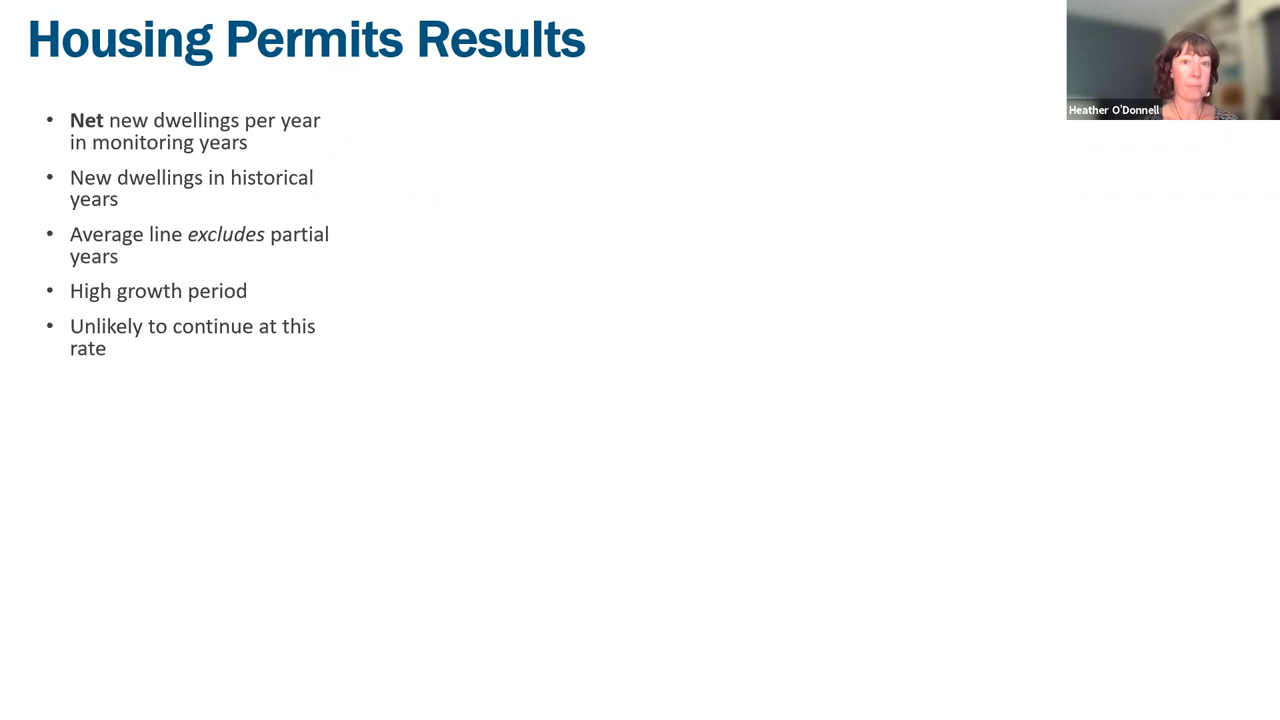 Housing Permits Results
Heather O'Donnell
• Net new dwellings per year
in monitoring years
• New dwellings in historical
years
• Average line excludes partial
years
• High growth period
• Unlikely to continue at this
rate